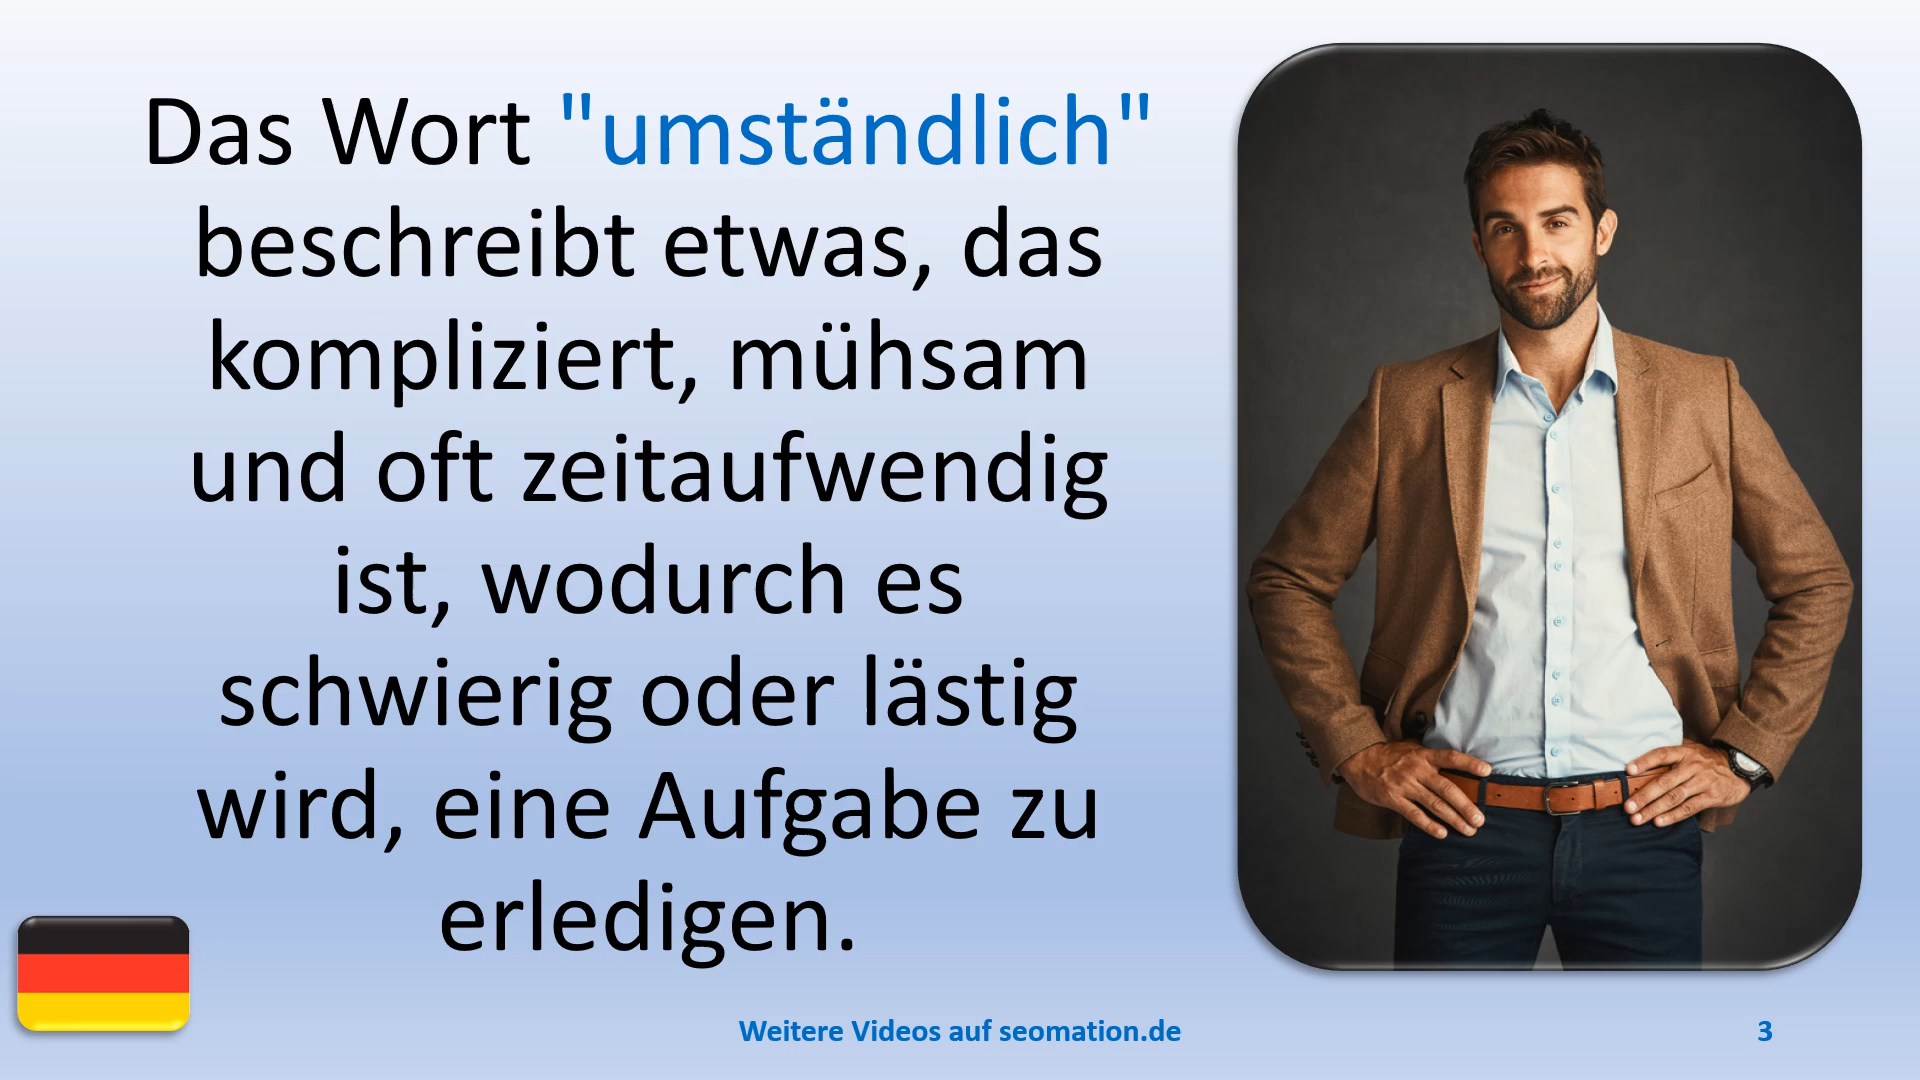 Das Wort "umständlich"
beschreibt etwas, das
kompliziert, mühsam
und oft zeitaufwendig
ist, wodurch es
schwierig oder lästig
wird, eine Aufgabe zu
erledigen.
Weitere Videos auf seomation.de
3